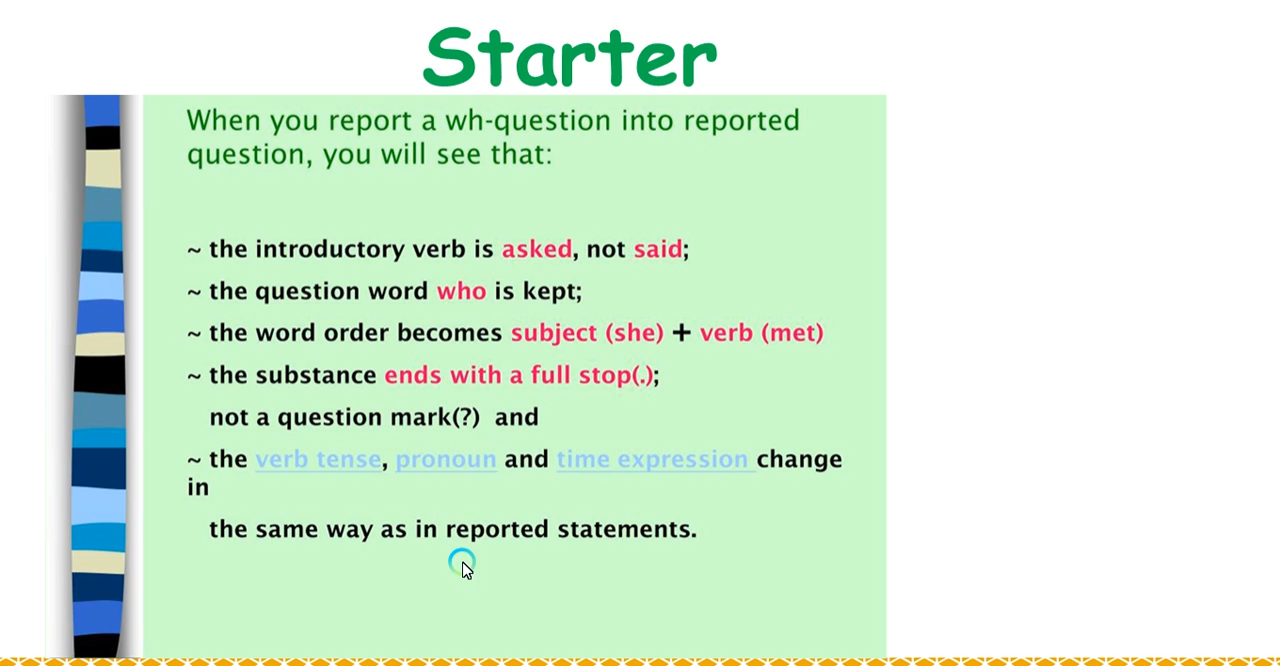 Starter
When you report a wh-question into reported
question, you will see that:
~ the introductory verb is asked, not said;
~ the question word who is kept;
~ the word order becomes subject (she) + verb (met)
~ the substance ends with a full stop(.);
not a question mark(?) and
~ the verb tense, pronoun and time expression change
in
the same way as in reported statements.